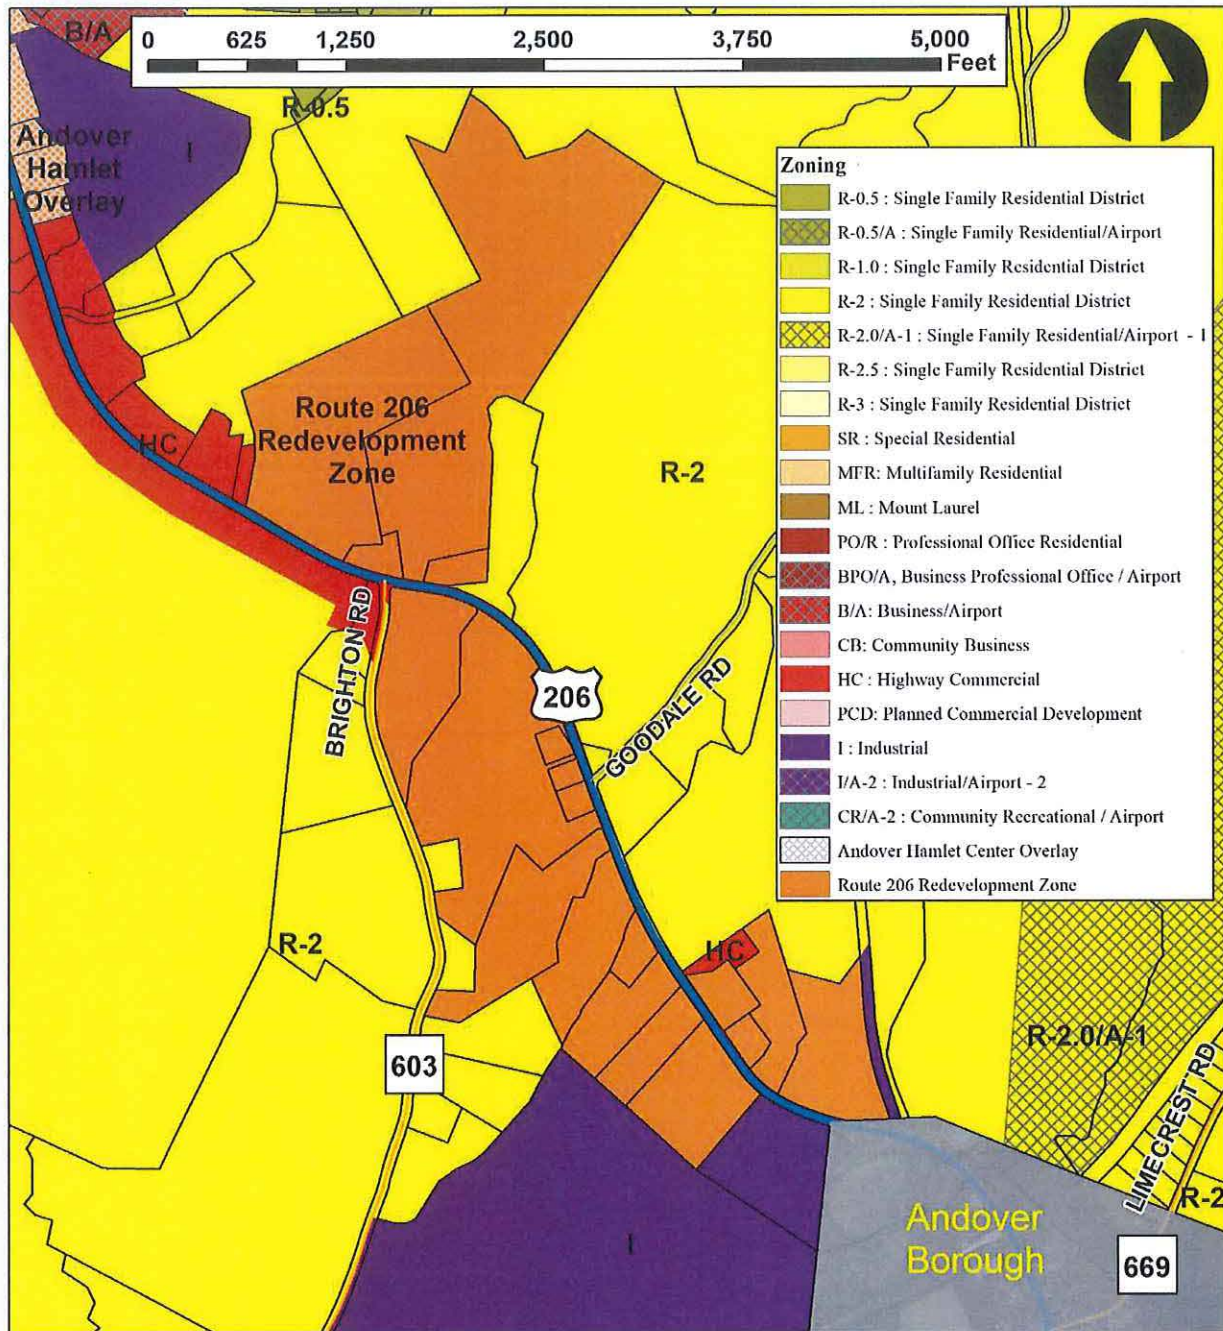 B/A
0 625 1,250 2,500 3,750 5,000
Feet
R-0.5
Andover
Hamlet
Overlay
I
Zoning
R-0.5 : Single Family Residential District
R-0.5/A : Single Family Residential/Airport
R-1.0 : Single Family Residential District
R-2 : Single Family Residential District
R-2.0/A-1 : Single Family Residential/Airport - 1
R-2.5 : Single Family Residential District
R-3 : Single Family Residential District
SR : Special Residential
MFR: Multifamily Residential
ML : Mount Laurel
PO/R : Professional Office Residential
BPO/A, Business Professional Office / Airport
B/A: Business/Airport
CB: Community Business
HC : Highway Commercial
PCD: Planned Commercial Development
I : Industrial
I/A-2 : Industrial/Airport - 2
CR/A-2 : Community Recreational / Airport
Andover Hamlet Center Overlay
Route 206 Redevelopment Zone
Route 206
Redevelopment
Zone
HC
R-2
BRIGHTON RD
206
GOODALE RD
R-2
HC
603
R-2.0/A-1
LIMECREST RD
R-2
I
Andover
Borough
669